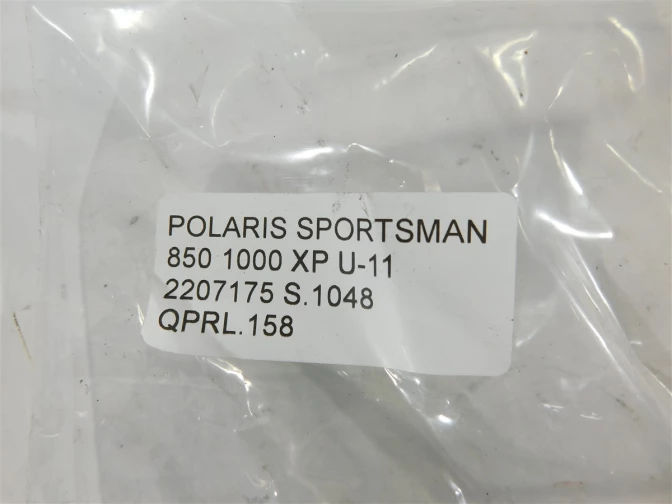 POLARIS SPORTSMAN
850 1000 XP U-11
2207175 S.1048
QPRL.158